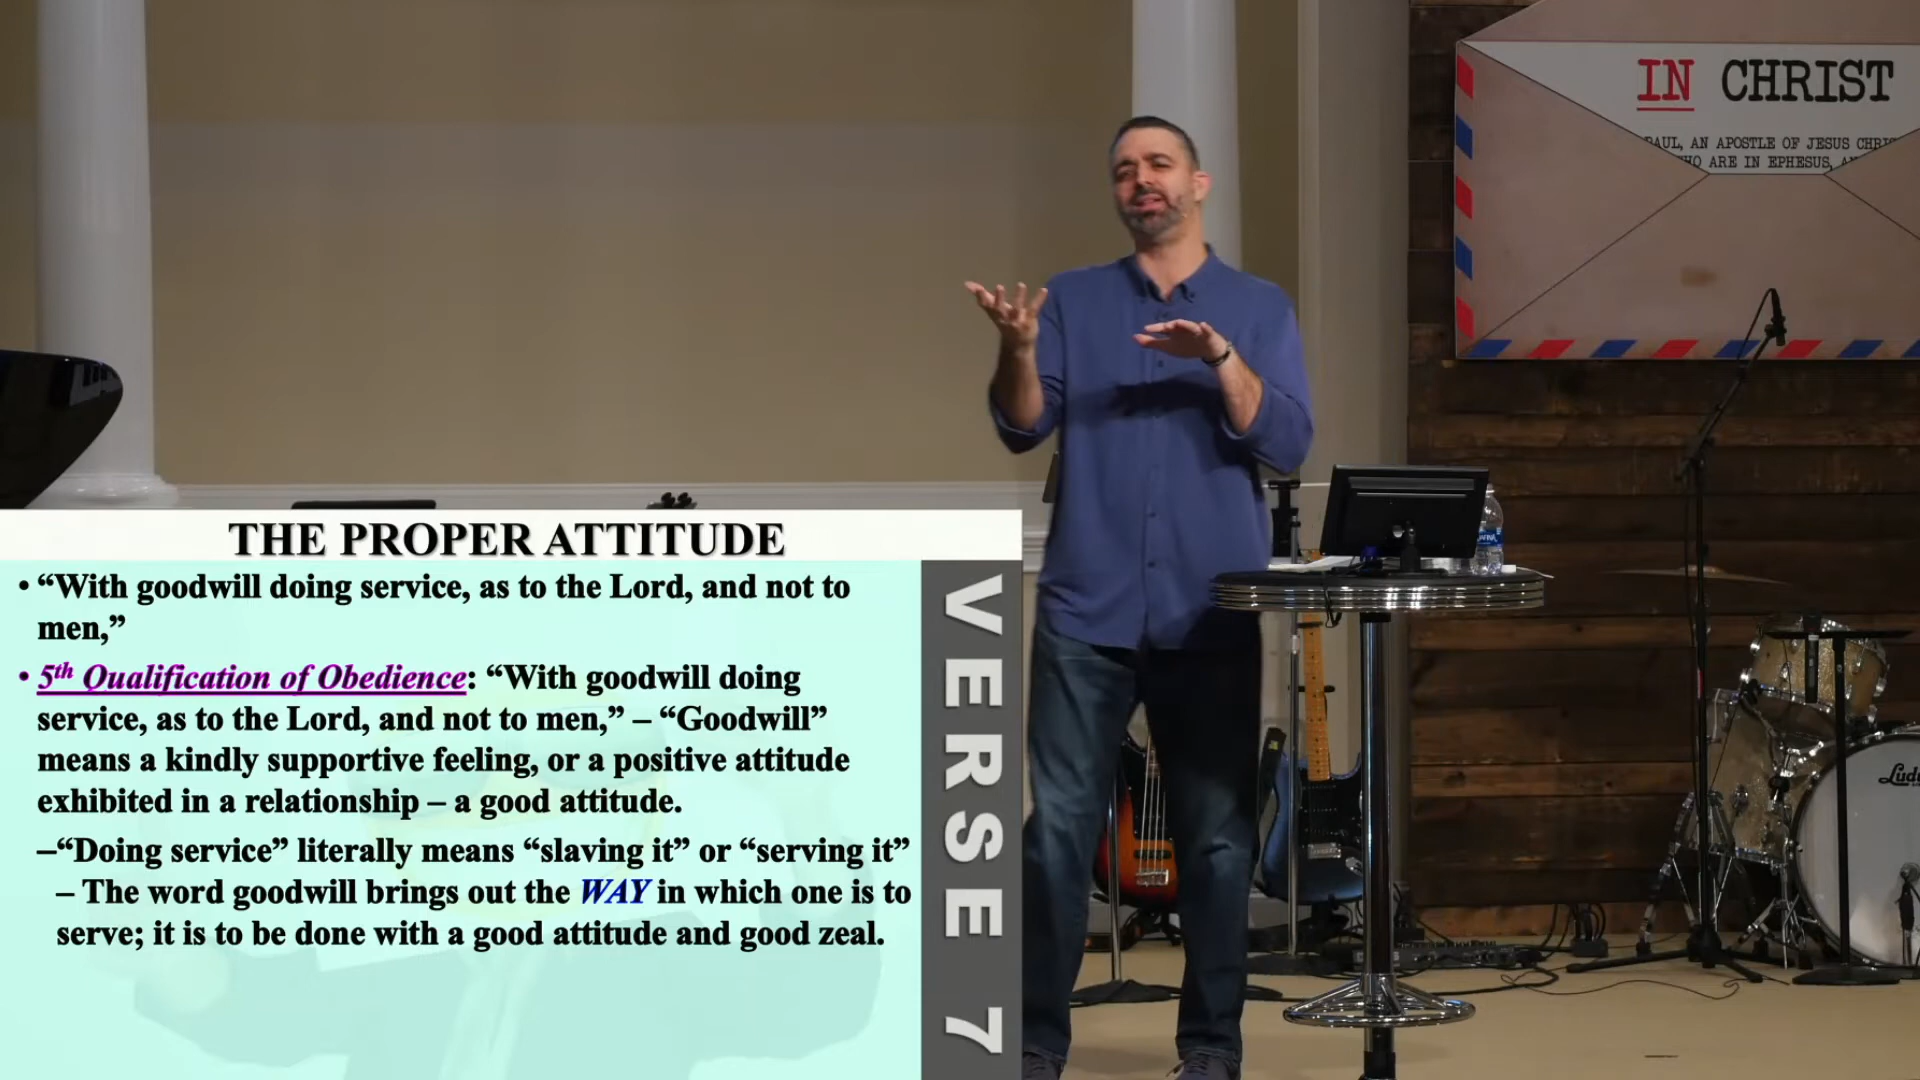 IN CHRIST
PAUL, AN APOSTLE OF JESUS
ARE IN EPHESUS,
THE PROPER ATTITUDE
• “With goodwill doing service, as to the Lord, and not to
men,”
• 5th Qualification of Obedience: “With goodwill doing
service, as to the Lord, and not to men,” – “Goodwill”
means a kindly supportive feeling, or a positive attitude
exhibited in a relationship – a good attitude.
–“Doing service” literally means “slaving it” or “serving it”
– The word goodwill brings out the WAY in which one is to
serve; it is to be done with a good attitude and good zeal.
VERSE 7